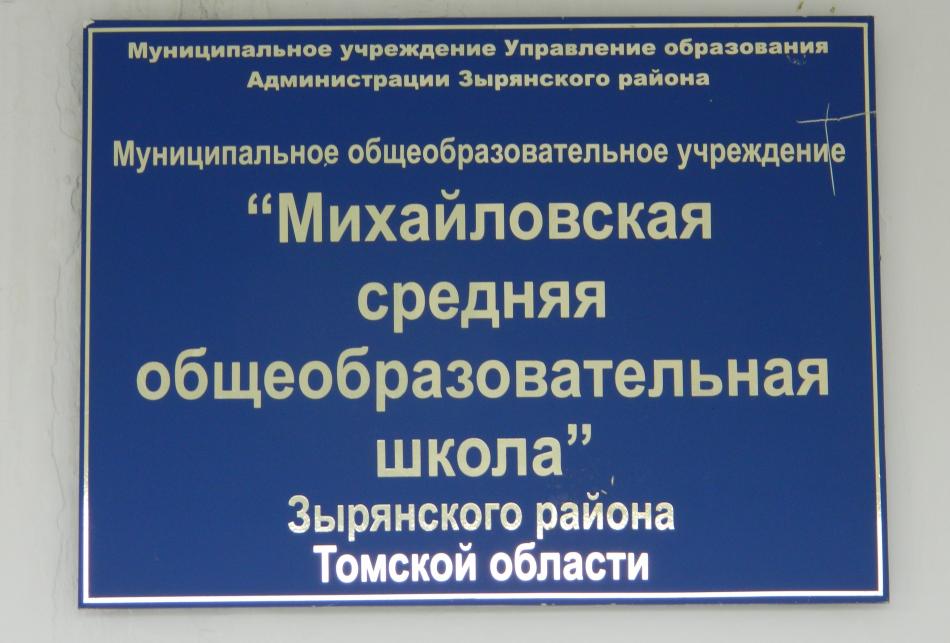 Муниципальное учреждение Управление образования
Администрации Зырянского района
Муниципальное общеобразовательное учреждение
“Михайловская
средняя
общеобразовательная
школа”
Зырянского района
Томской области